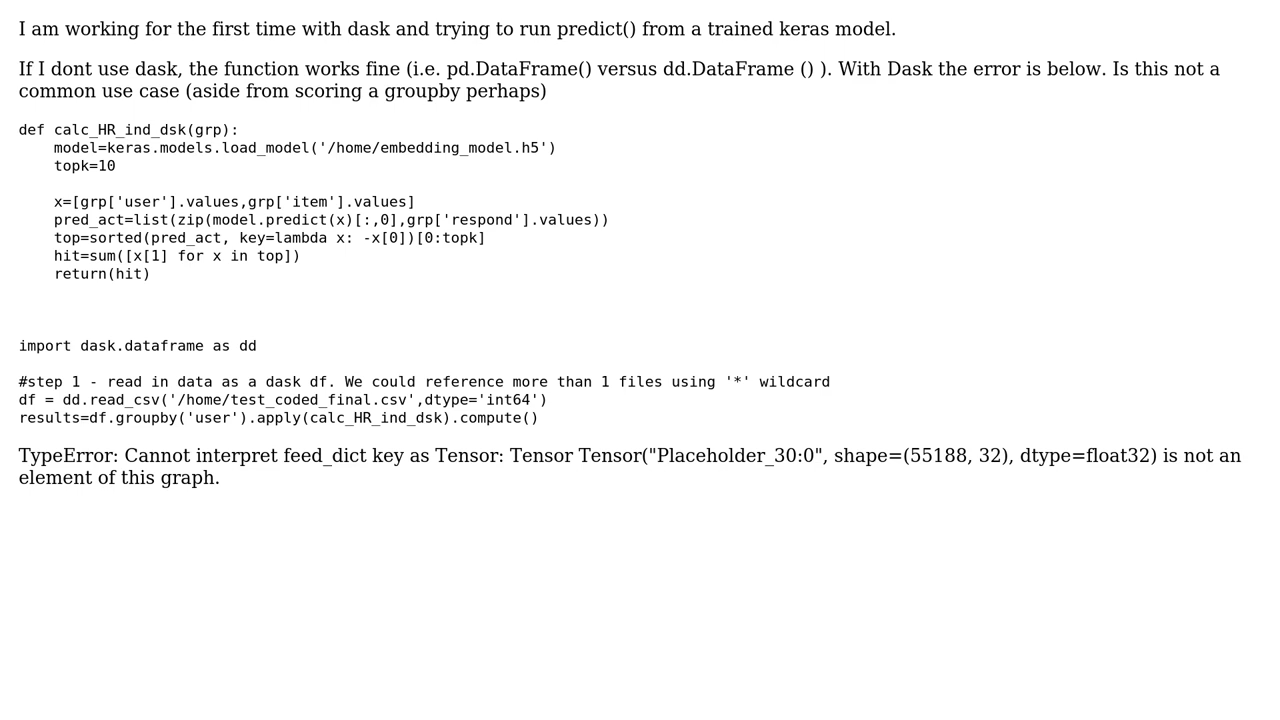 I am working for the first time with dask and trying to run predict() from a trained keras model.
If I dont use dask, the function works fine (i.e. pd.DataFrame() versus dd.DataFrame () ). With Dask the error is below. Is this not a
common use case (aside from scoring a groupby perhaps)
def calc_HR_ind_dsk(grp):
    model=keras.models.load_model('/home/embedding_model.h5')
    topk=10
    x=[grp['user'].values,grp['item'].values]
    pred_act=list(zip(model.predict(x)[:,0],grp['respond'].values))
    top=sorted(pred_act, key=lambda x: -x[0])[0:topk]
    hit=sum([x[1] for x in top])
    return(hit)
import dask.dataframe as dd
#step 1 - read in data as a dask df. We could reference more than 1 files using '*' wildcard
df = dd.read_csv('/home/test_coded_final.csv',dtype='int64')
results=df.groupby('user').apply(calc_HR_ind_dsk).compute()
TypeError: Cannot interpret feed_dict key as Tensor: Tensor Tensor("Placeholder_30:0", shape=(55188, 32), dtype=float32) is not an
element of this graph.